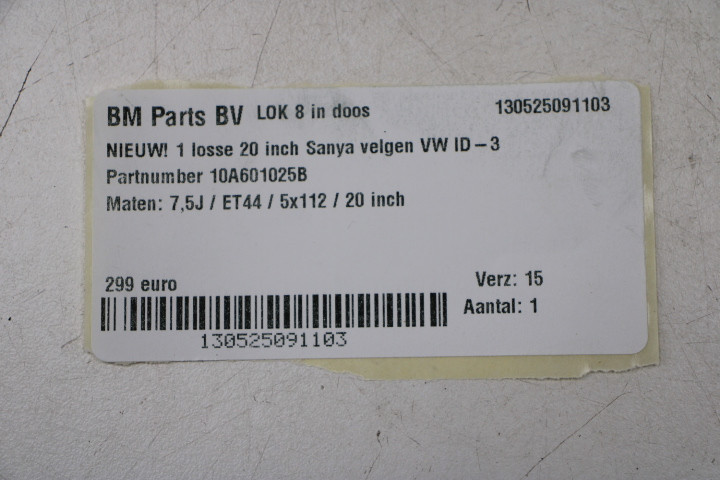 BM Parts BV LOK 8 in doos 130525091103
NIEUW! 1 losse 20 inch Sanya velgen VW ID-3
Partnumber 10A601025B
Maten: 7,5J / ET44 / 5x112 / 20 inch
299 euro Verz: 15
Aantal: 1
130525091103